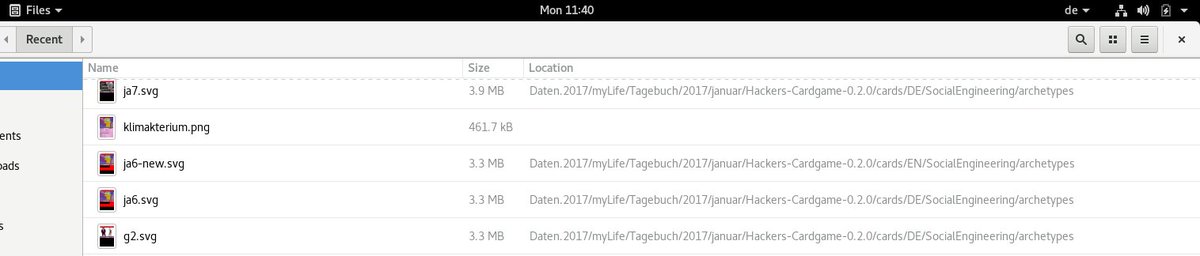 Files Mon 11:40 de
Recent
Name Size Location
ja7.svg 3.9 MB Daten.2017/myLife/Tagebuch/2017/januar/Hackers-Cardgame-0.2.0/cards/DE/SocialEngineering/archetypes
klimakterium.png 461.7 kB
ents
oads
ja6-new.svg 3.3 MB Daten.2017/myLife/Tagebuch/2017/januar/Hackers-Cardgame-0.2.0/cards/EN/SocialEngineering/archetypes
ja6.svg 3.3 MB Daten.2017/myLife/Tagebuch/2017/januar/Hackers-Cardgame-0.2.0/cards/DE/SocialEngineering/archetypes
s
g2.svg 3.3 MB Daten.2017/myLife/Tagebuch/2017/januar/Hackers-Cardgame-0.2.0/cards/DE/SocialEngineering/archetypes